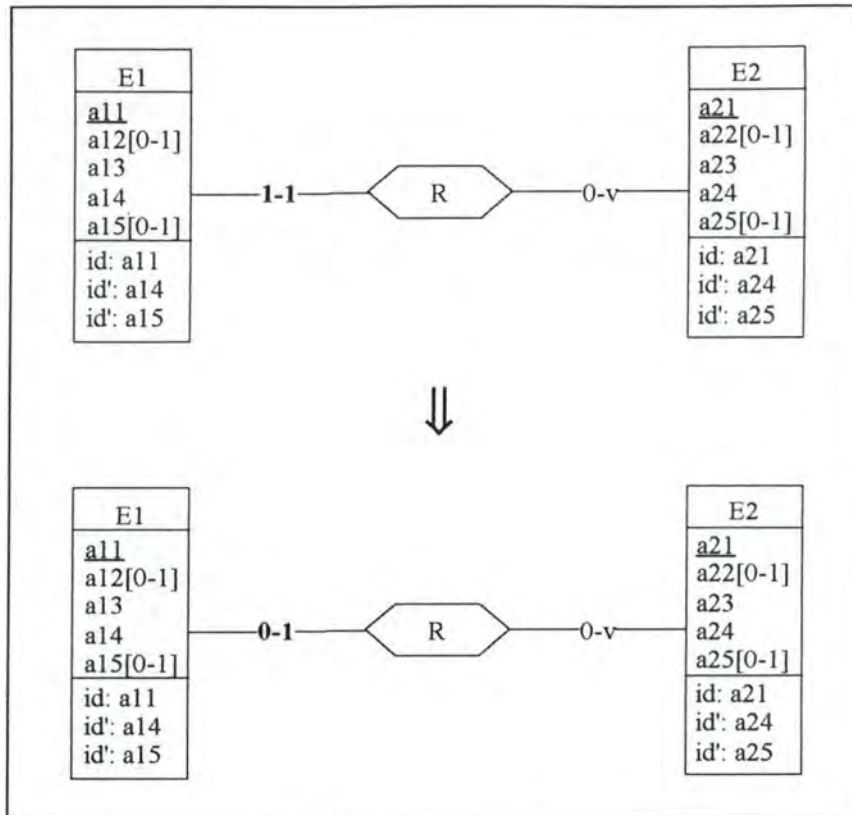 E1
a11
a12[0-1]
a13
a14
a15[0-1]
id: a11
id': a14
id': a15
1-1
R
0-v
E2
a21
a22[0-1]
a23
a24
a25[0-1]
id: a21
id': a24
id': a25
⇓
E1
a11
a12[0-1]
a13
a14
a15[0-1]
id: a11
id': a14
id': a15
0-1
R
0-v
E2
a21
a22[0-1]
a23
a24
a25[0-1]
id: a21
id': a24
id': a25